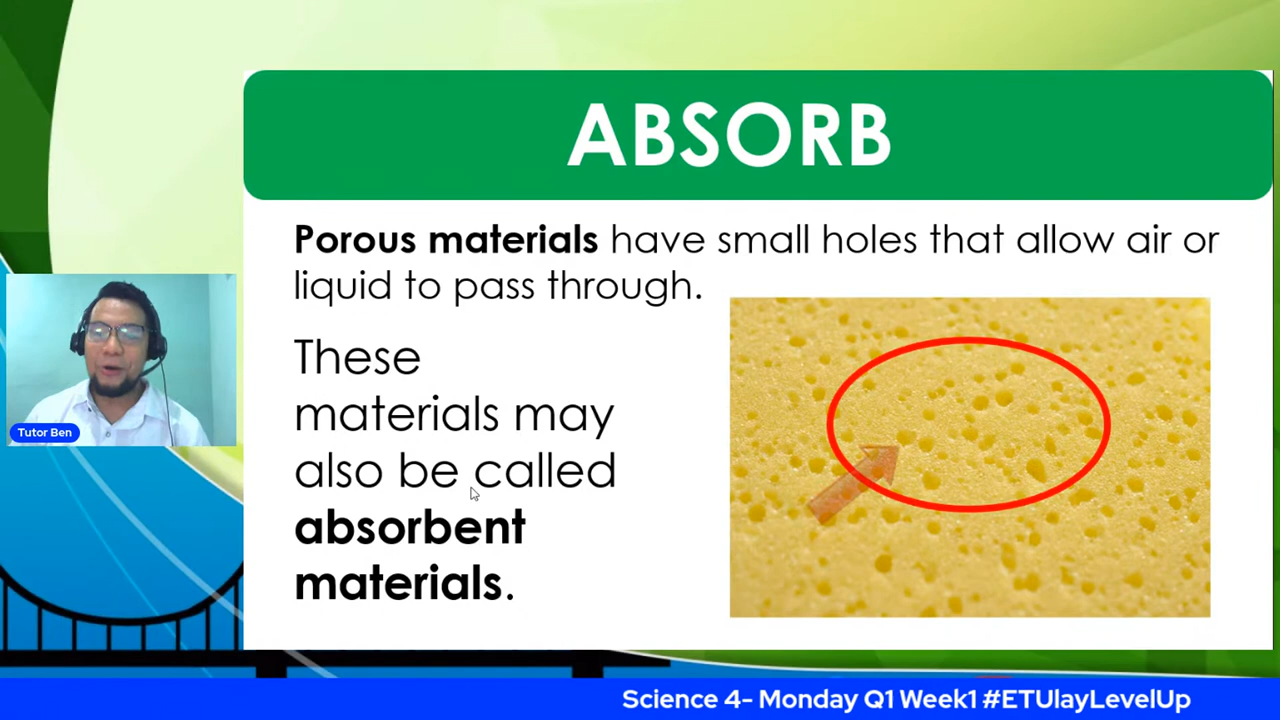 ABSORB
Porous materials have small holes that allow air or
liquid to pass through.
These
materials may
also be called
absorbent
materials.
Tutor Ben
Science 4- Monday Q1 Week1 #ETUlayLevelUp